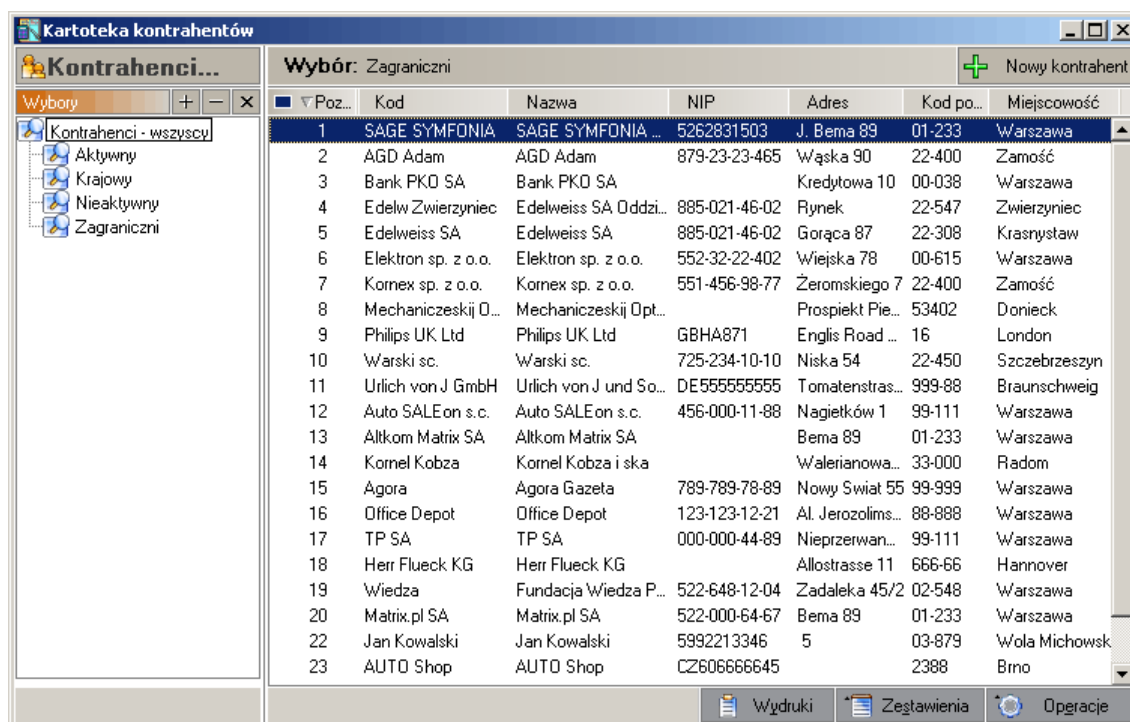 Kartoteka kontrahentów
Kontrahenci...
Wybór: Zagraniczni
Nowy kontrahent
Wybory
Kontrahenci - wszyscy
Aktywny
Krajowy
Nieaktywny
Zagraniczni
Poz... Kod Nazwa NIP Adres Kod po... Miejscowość
1 SAGE SYMFONIA SAGE SYMFONIA ... 5262831503 J. Bema 89 01-233 Warszawa
2 AGD Adam AGD Adam 879-23-23-465 Wąska 90 22-400 Zamość
3 Bank PKO SA Bank PKO SA Kredytowa 10 00-038 Warszawa
4 Edelw Zwierzyniec Edelweiss SA Oddzi... 885-021-46-02 Rynek 22-547 Zwierzyniec
5 Edelweiss SA Edelweiss SA 885-021-46-02 Gorąca 87 22-308 Krasnystaw
6 Elektron sp. z o.o. Elektron sp. z o.o. 552-32-22-402 Wiejska 78 00-615 Warszawa
7 Kornex sp. z o.o. Kornex sp. z o.o. 551-456-98-77 Żeromskiego 7 22-400 Zamość
8 Mechaniczeskij O... Mechaniczeskij Opt... Prospiekt Pie... 53402 Donieck
9 Philips UK Ltd Philips UK Ltd GBHA871 Englis Road ... 16 London
10 Warski sc. Warski sc. 725-234-10-10 Niska 54 22-450 Szczebrzeszyn
11 Urlich von J GmbH Urlich von J und So... DE555555555 Tomatenstras... 999-88 Braunschweig
12 Auto SALEon s.c. Auto SALEon s.c. 456-000-11-88 Nagietków 1 99-111 Warszawa
13 Altkom Matrix SA Altkom Matrix SA Bema 89 01-233 Warszawa
14 Kornel Kobza Kornel Kobza i ska Walerianowa... 33-000 Radom
15 Agora Agora Gazeta 789-789-78-89 Nowy Swiat 55 99-999 Warszawa
16 Office Depot Office Depot 123-123-12-21 Al. Jerozolims... 88-888 Warszawa
17 TP SA TP SA 000-000-44-89 Nieprzerwan... 99-111 Warszawa
18 Herr Flueck KG Herr Flueck KG Allostrasse 11 666-66 Hannover
19 Wiedza Fundacja Wiedza P... 522-648-12-04 Zadaleka 45/2 02-548 Warszawa
20 Matrix.pl SA Matrix.pl SA 522-000-64-67 Bema 89 01-233 Warszawa
22 Jan Kowalski Jan Kowalski 5992213346 5 03-879 Wola Michowsk
23 AUTO Shop AUTO Shop CZ606666645 2388 Brno
Wydruki Zestawienia Operacje